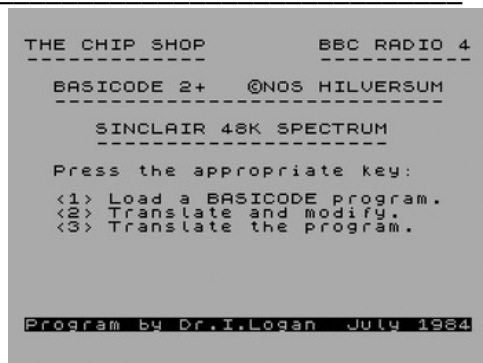 THE CHIP SHOP BBC RADIO 4
BASICODE 2+ ©NOS HILVERSUM
SINCLAIR 48K SPECTRUM
Press the appropriate key:
<1> Load a BASICODE program.
<2> Translate and modify.
<3> Translate the program.
Program by Dr.I.Logan July 1984